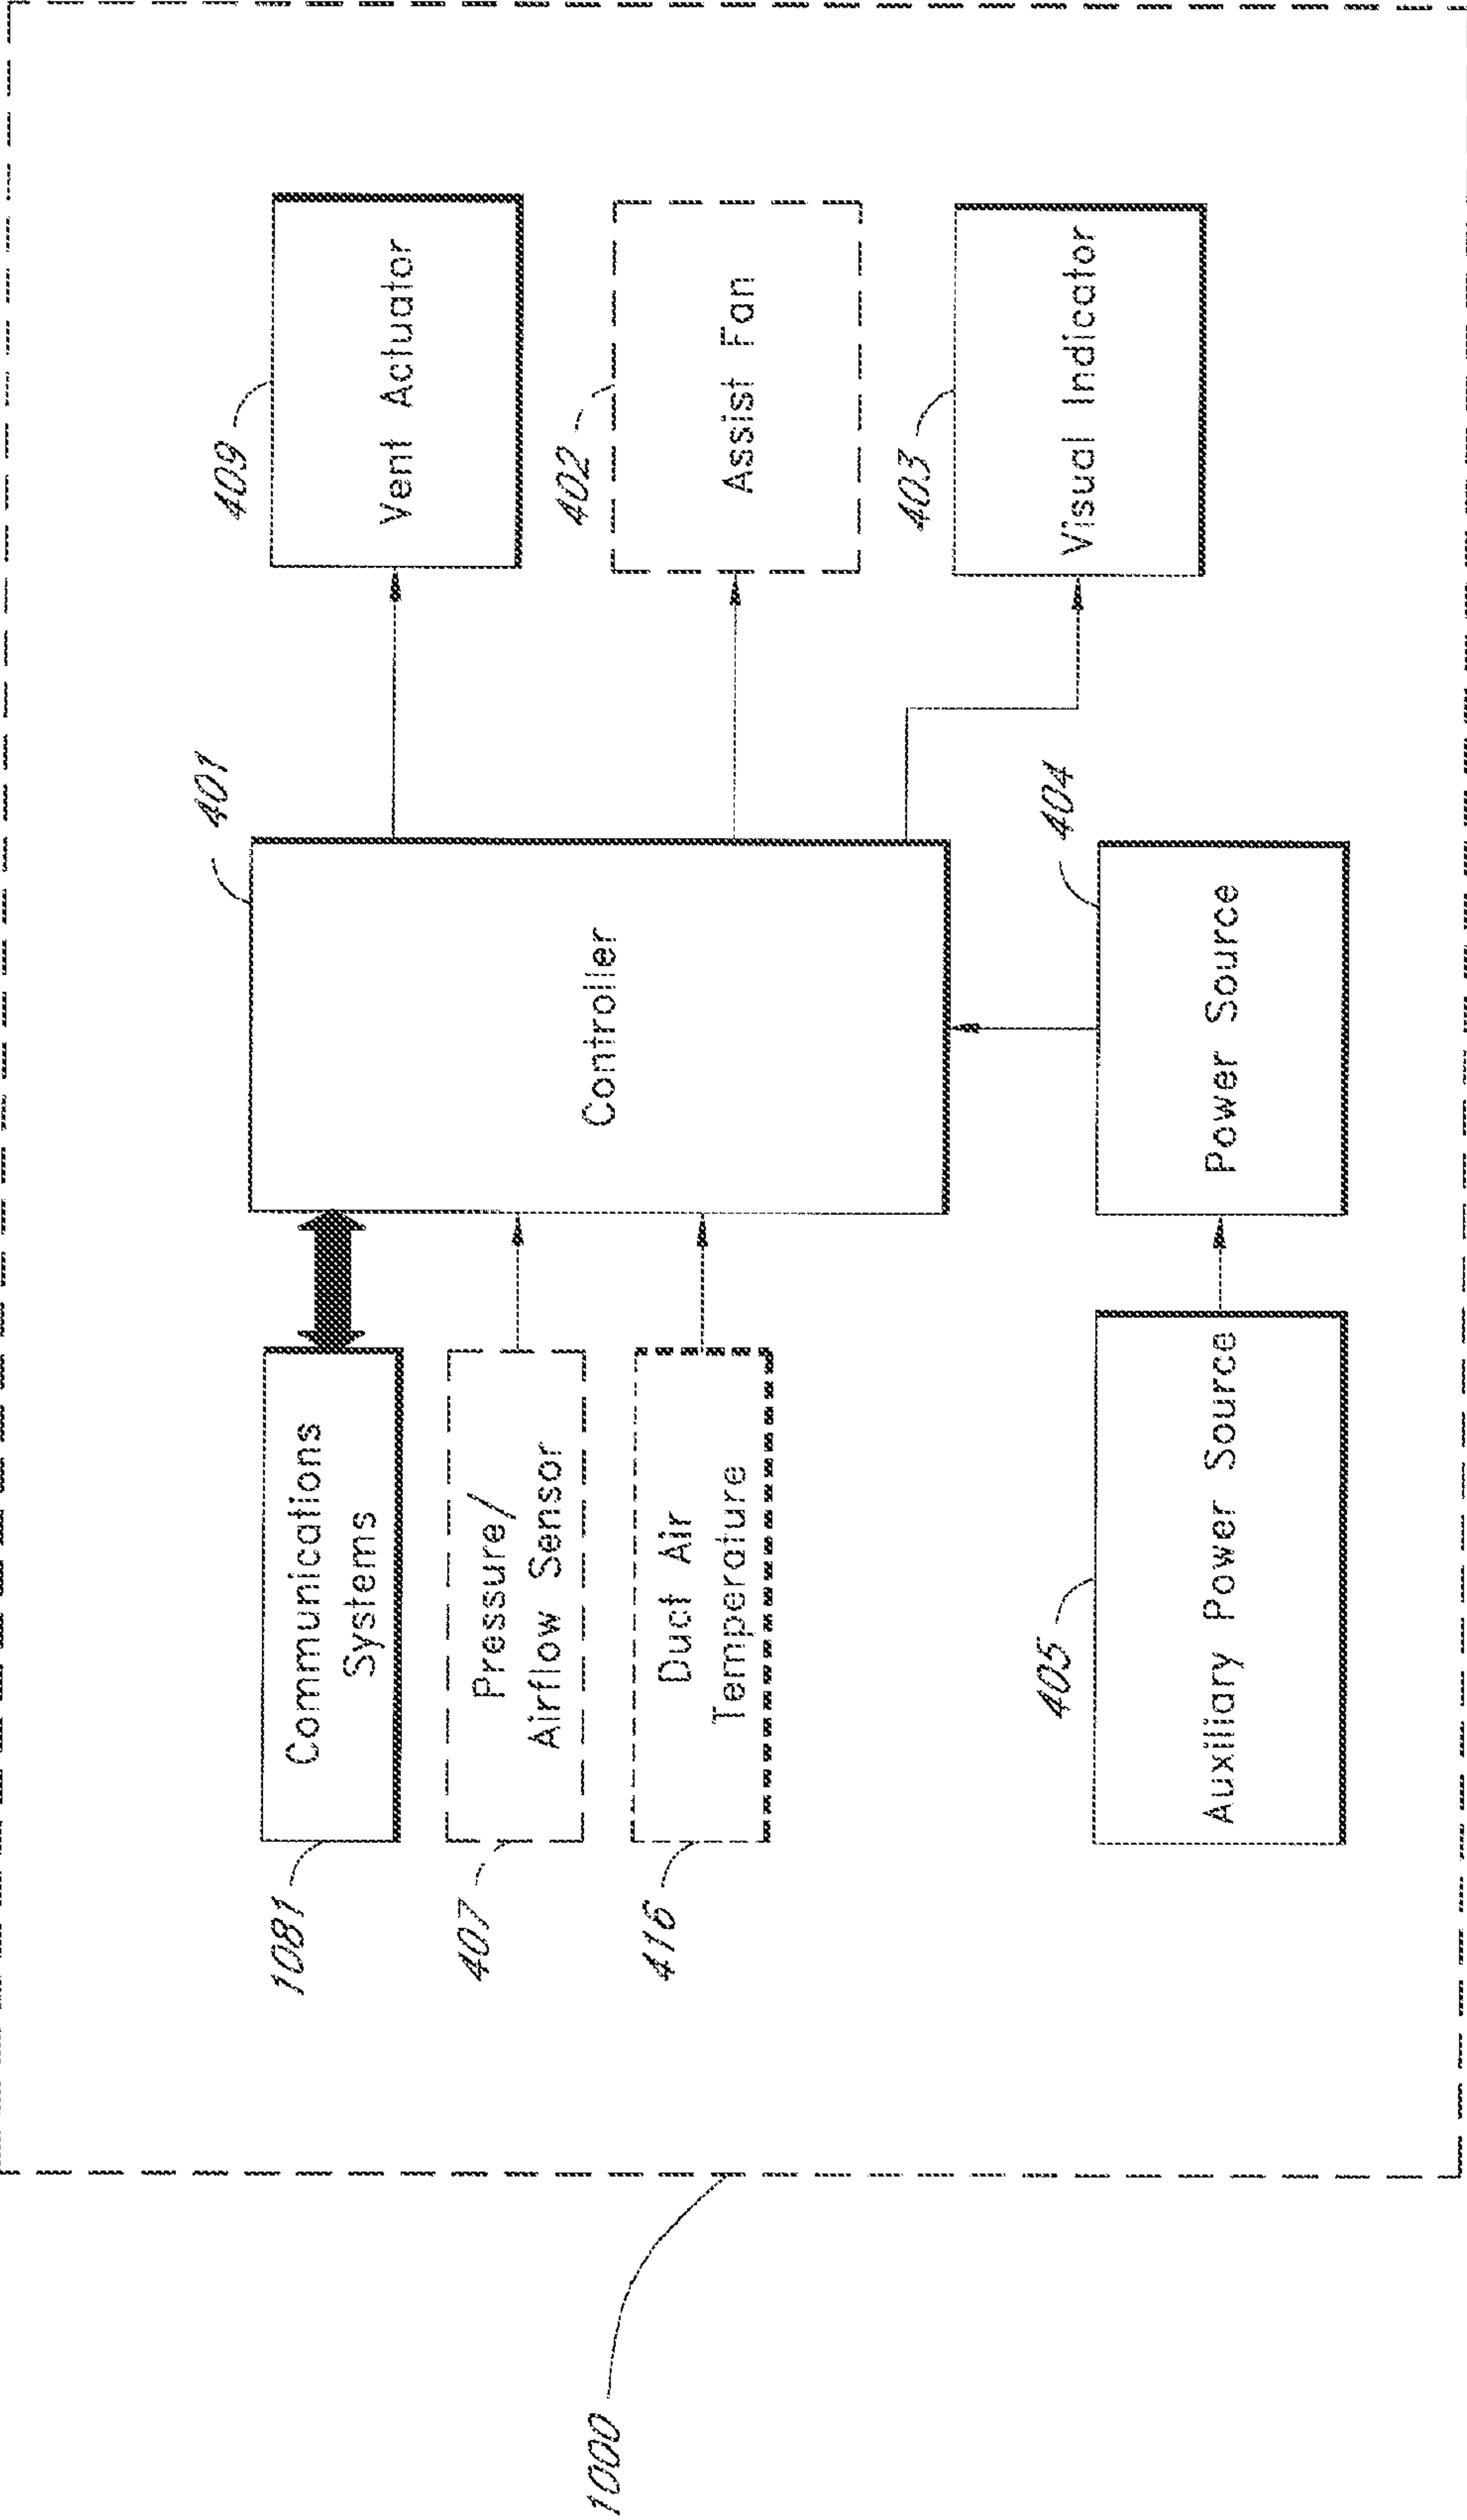 401
409
1081
Communications
Systems
Vent Actuator
407
Pressure/
Airflow Sensor
Controller
402
Assist Fan
416
Duct Air
Temperature
403
Visual Indicator
405
Auxiliary Power Source
404
Power Source
1000